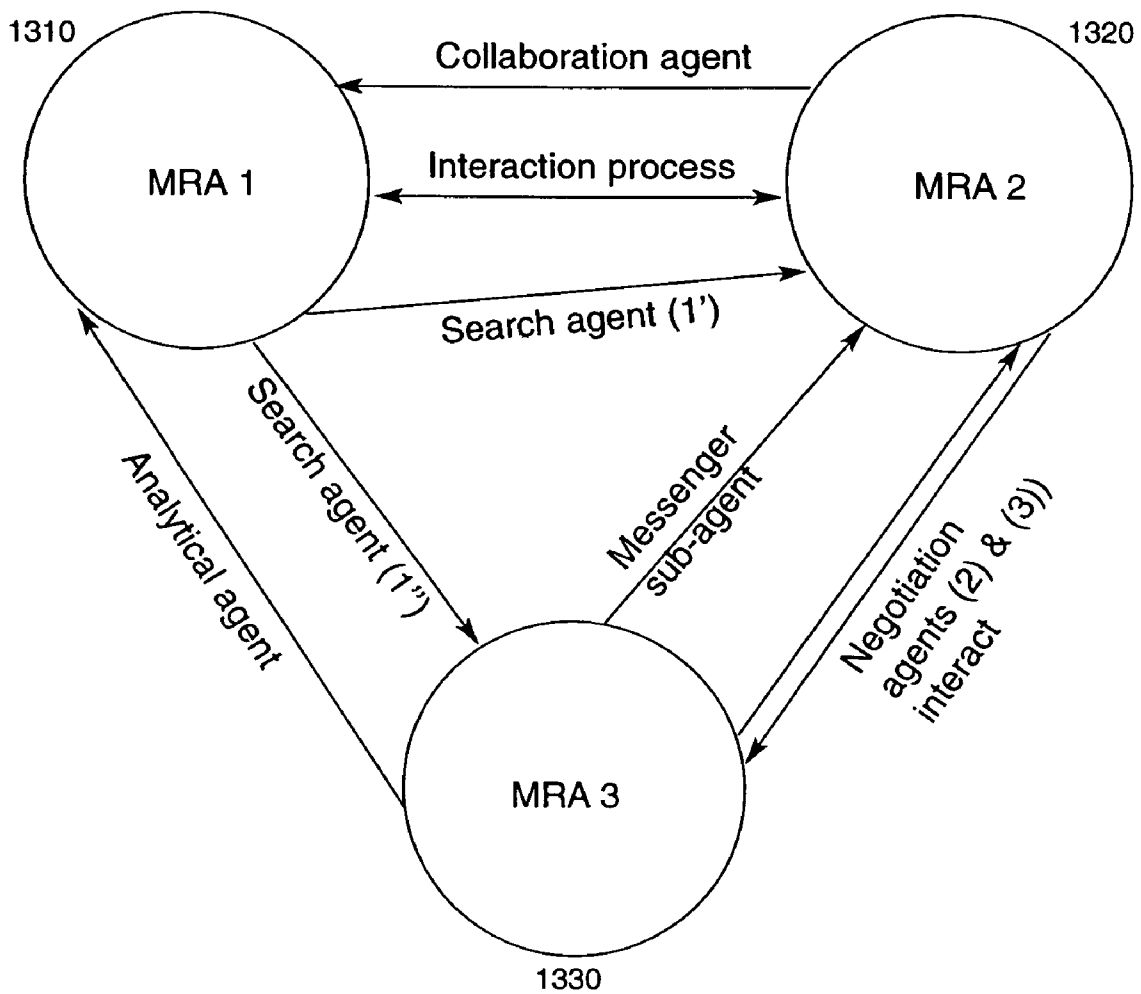 1310
1320
Collaboration agent
MRA 1
Interaction process
MRA 2
Search agent (1')
Search agent (1")
Analytical agent
Messenger
sub-agent
Negotiation
agents (2) & (3))
interact
MRA 3
1330